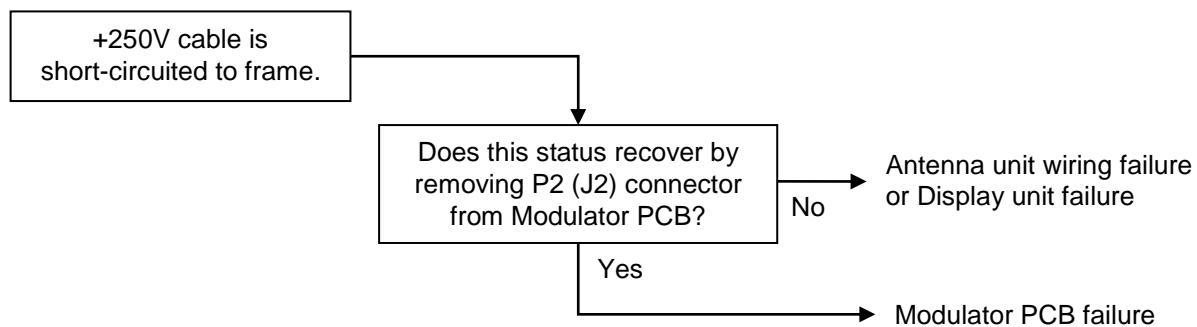 +250V cable is
short-circuited to frame.
Does this status recover by
removing P2 (J2) connector
from Modulator PCB?
No
Antenna unit wiring failure
or Display unit failure
Yes
Modulator PCB failure